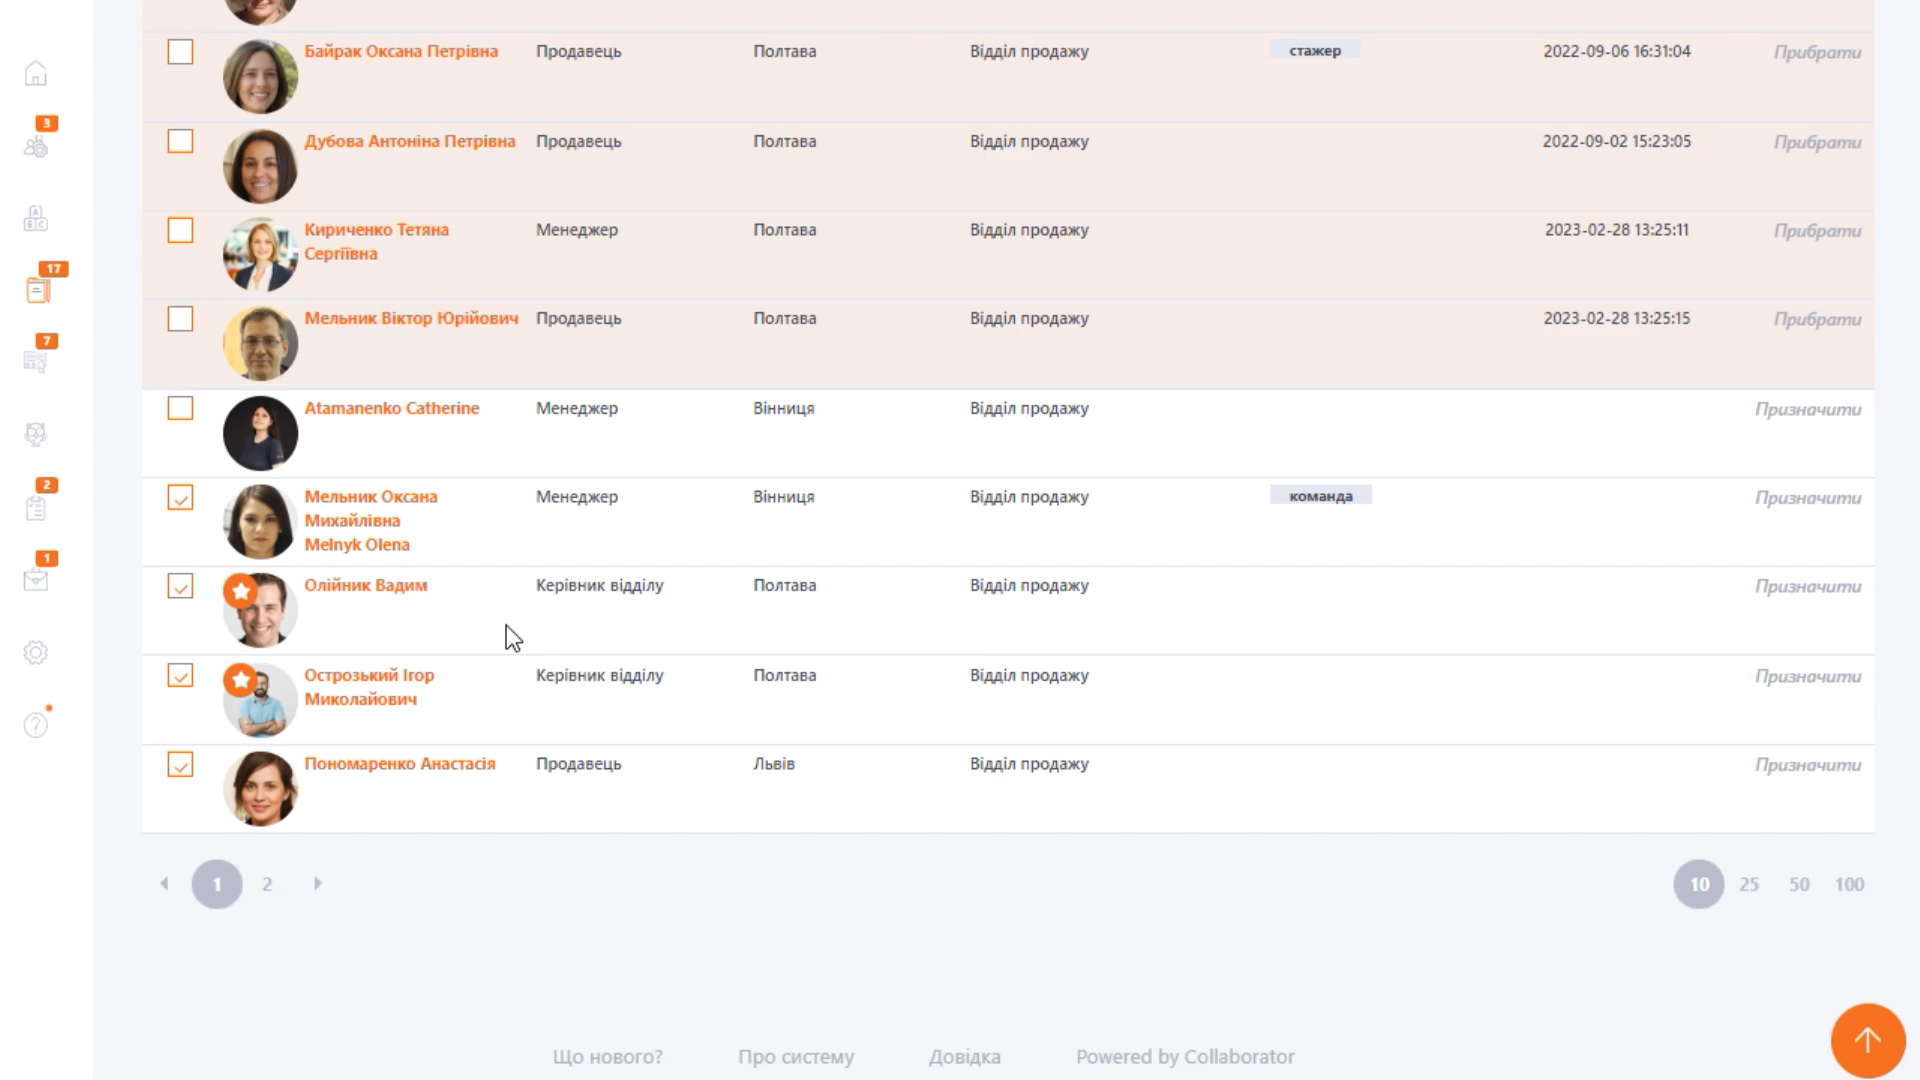 Байрак Оксана Петрівна Продавець Полтава Відділ продажу стажер 2022-09-06 16:31:04 Прибрати
3
Дубова Антоніна Петрівна Продавець Полтава Відділ продажу 2022-09-02 15:23:05 Прибрати
A
B C
Кириченко Тетяна Менеджер Полтава Відділ продажу 2023-02-28 13:25:11 Прибрати
Сергіївна
17
Мельник Віктор Юрійович Продавець Полтава Відділ продажу 2023-02-28 13:25:15 Прибрати
7
Atamanenko Catherine Менеджер Вінниця Відділ продажу Призначити
2
Мельник Оксана Менеджер Вінниця Відділ продажу команда Призначити
Михайлівна
Melnyk Olena
1
Олійник Вадим Керівник відділу Полтава Відділ продажу Призначити
Острозький Ігор Керівник відділу Полтава Відділ продажу Призначити
Миколайович
?
Пономаренко Анастасія Продавець Львів Відділ продажу Призначити
1 2 10 25 50 100
Що нового? Про систему Довідка Powered by Collaborator